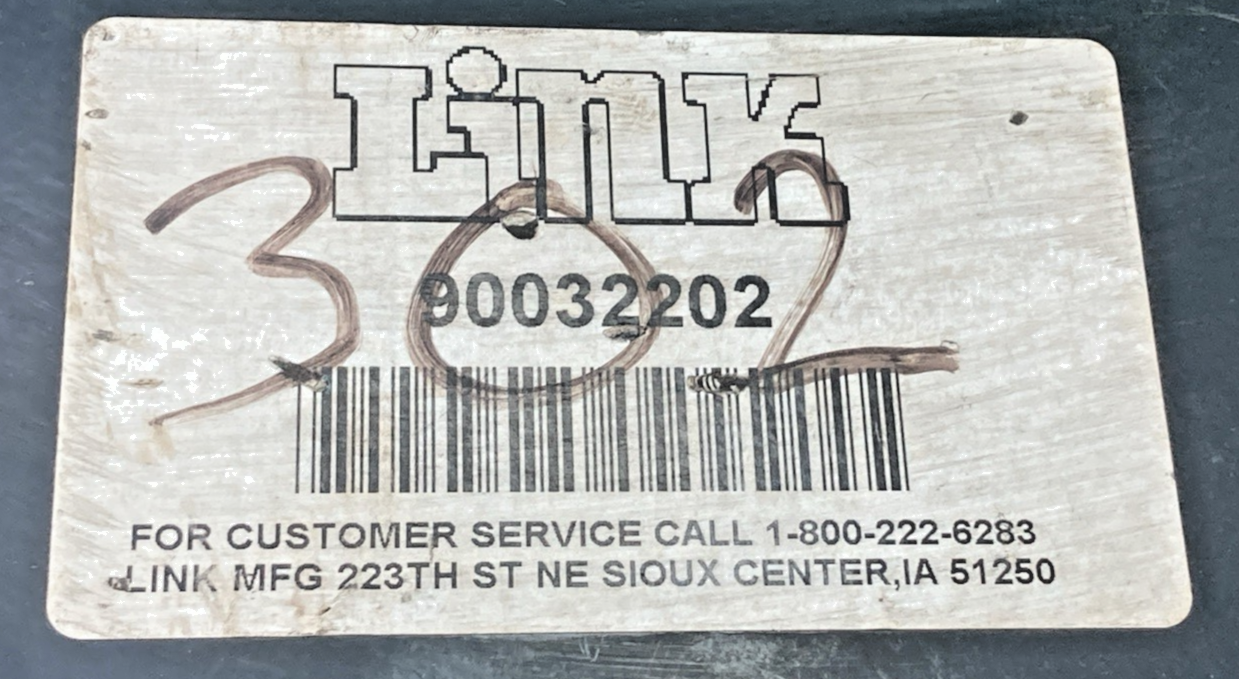 Link
302
90032202
FOR CUSTOMER SERVICE CALL 1-800-222-6283
LINK MFG 223TH ST NE SIOUX CENTER,IA 51250